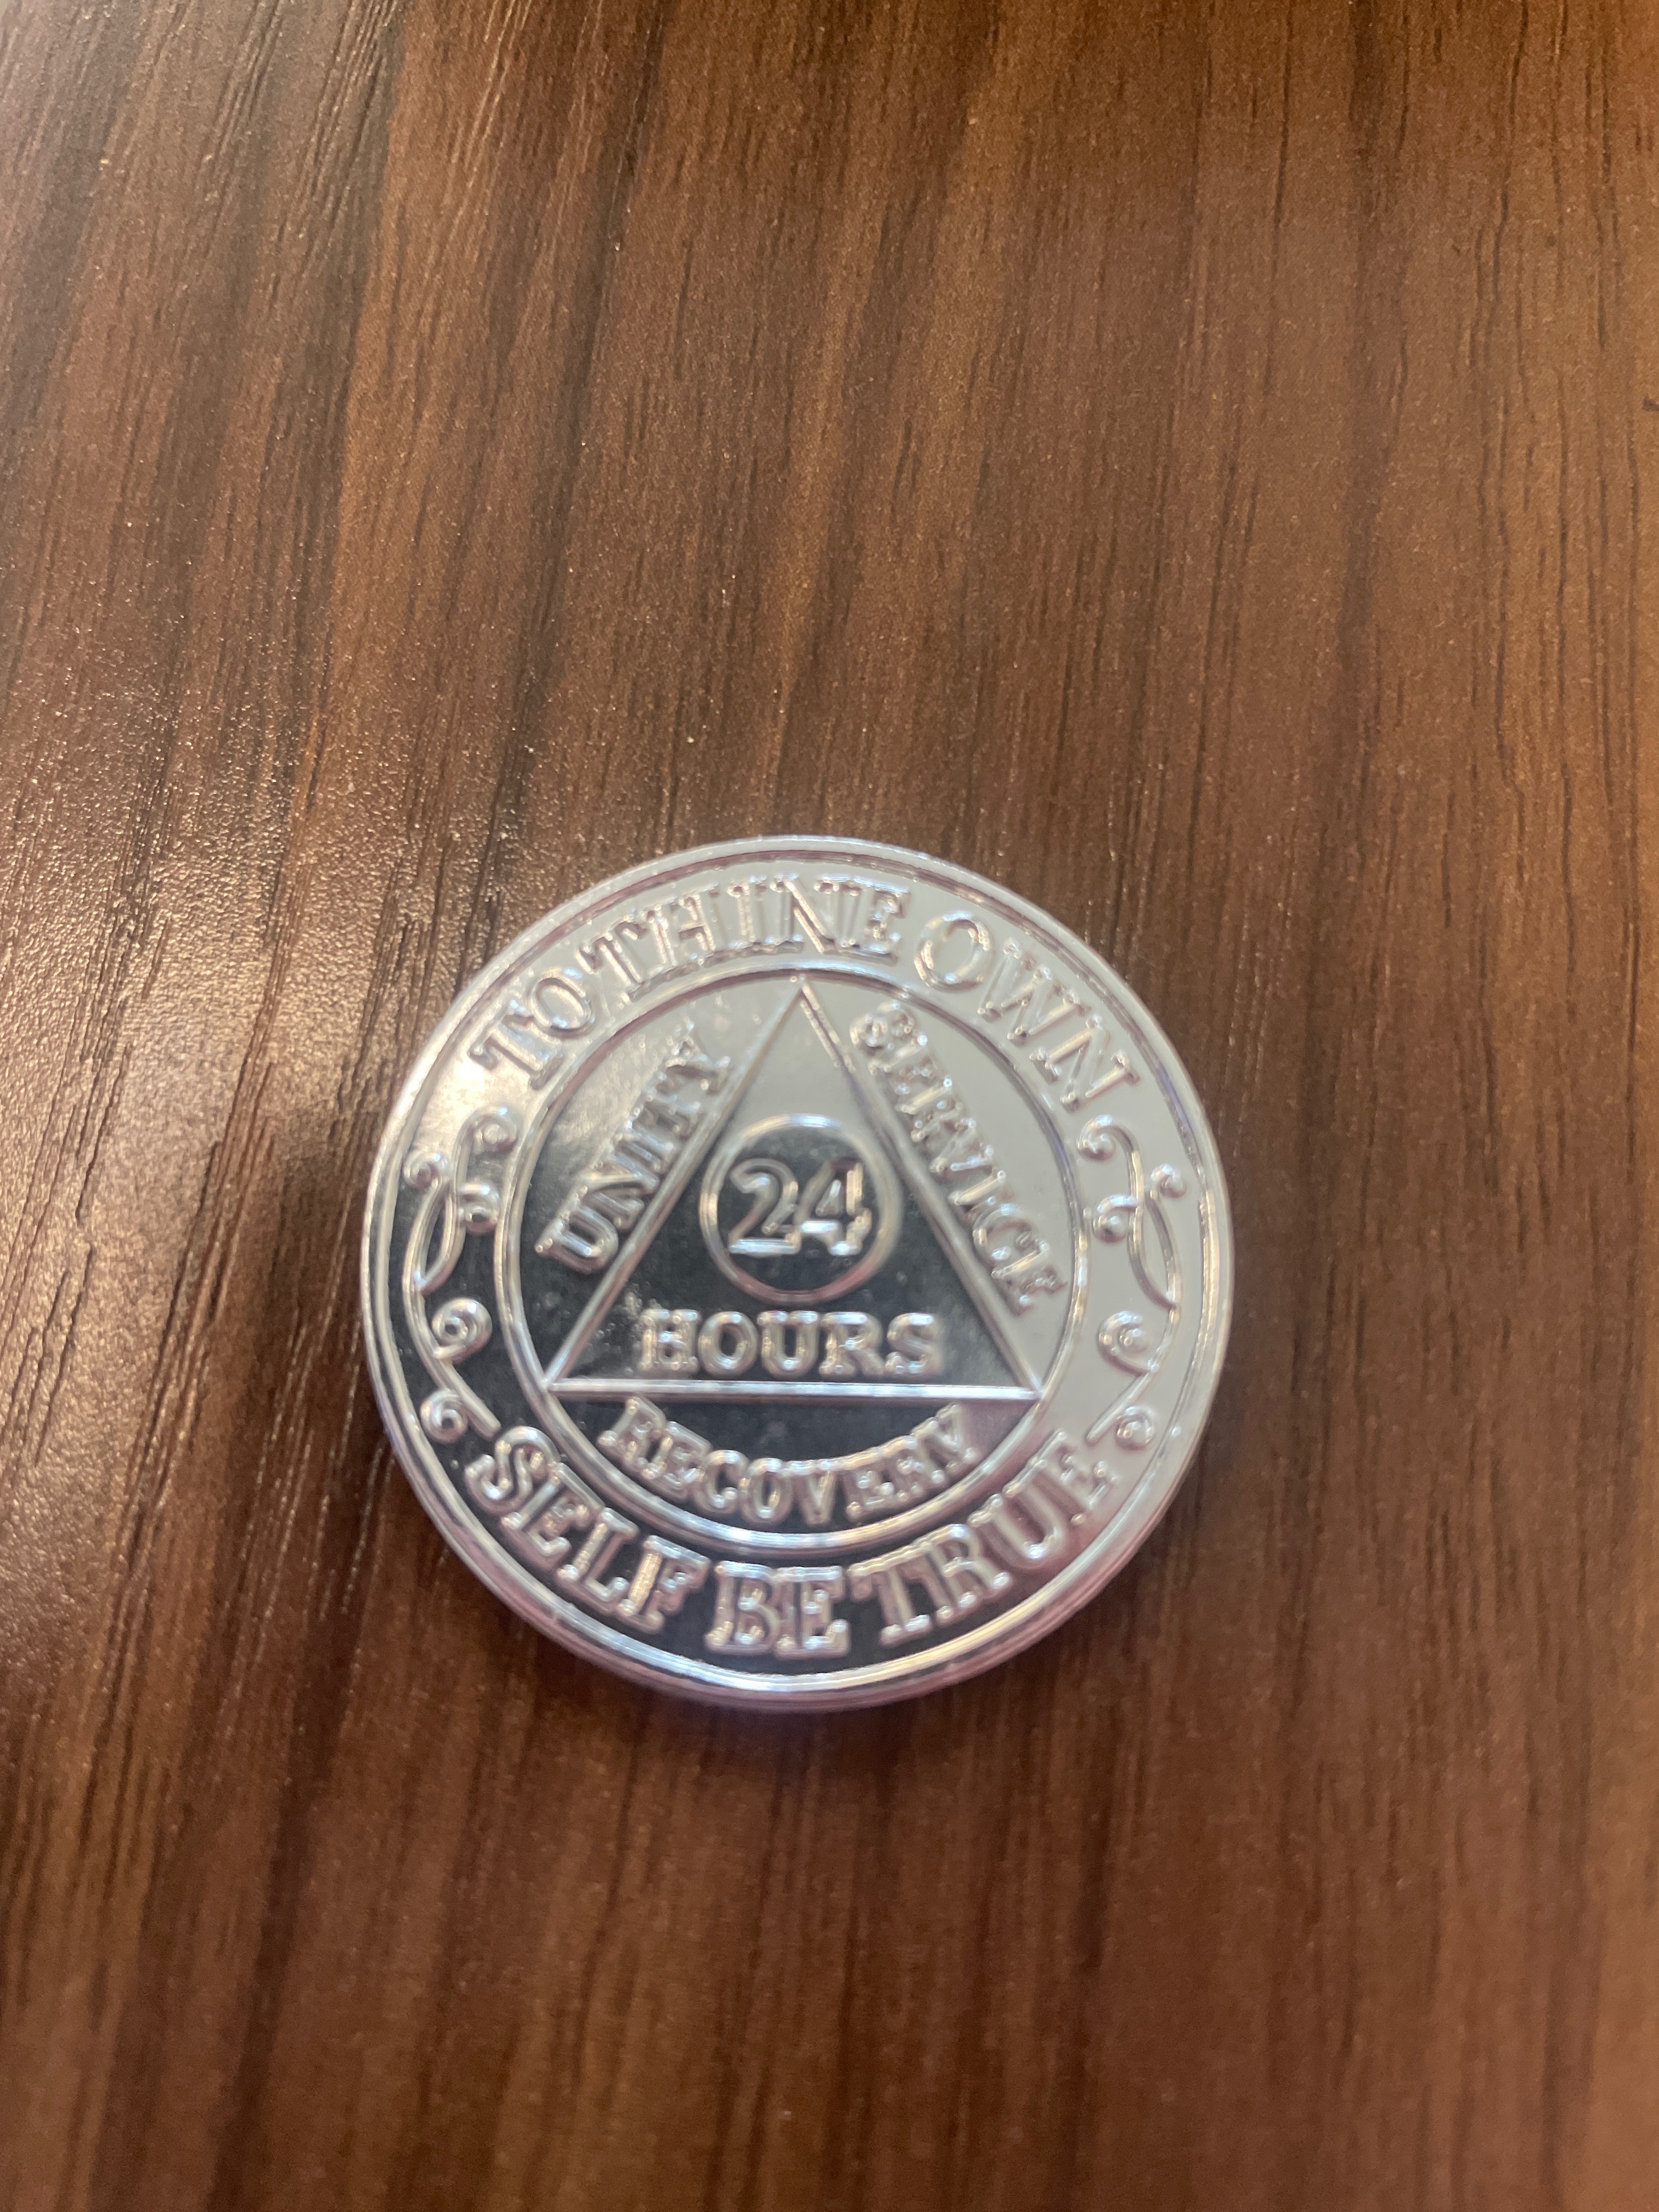 TO THINE OWN
UNITY
SERVICE
24
HOURS
RECOVERY
SELF BE TRUE